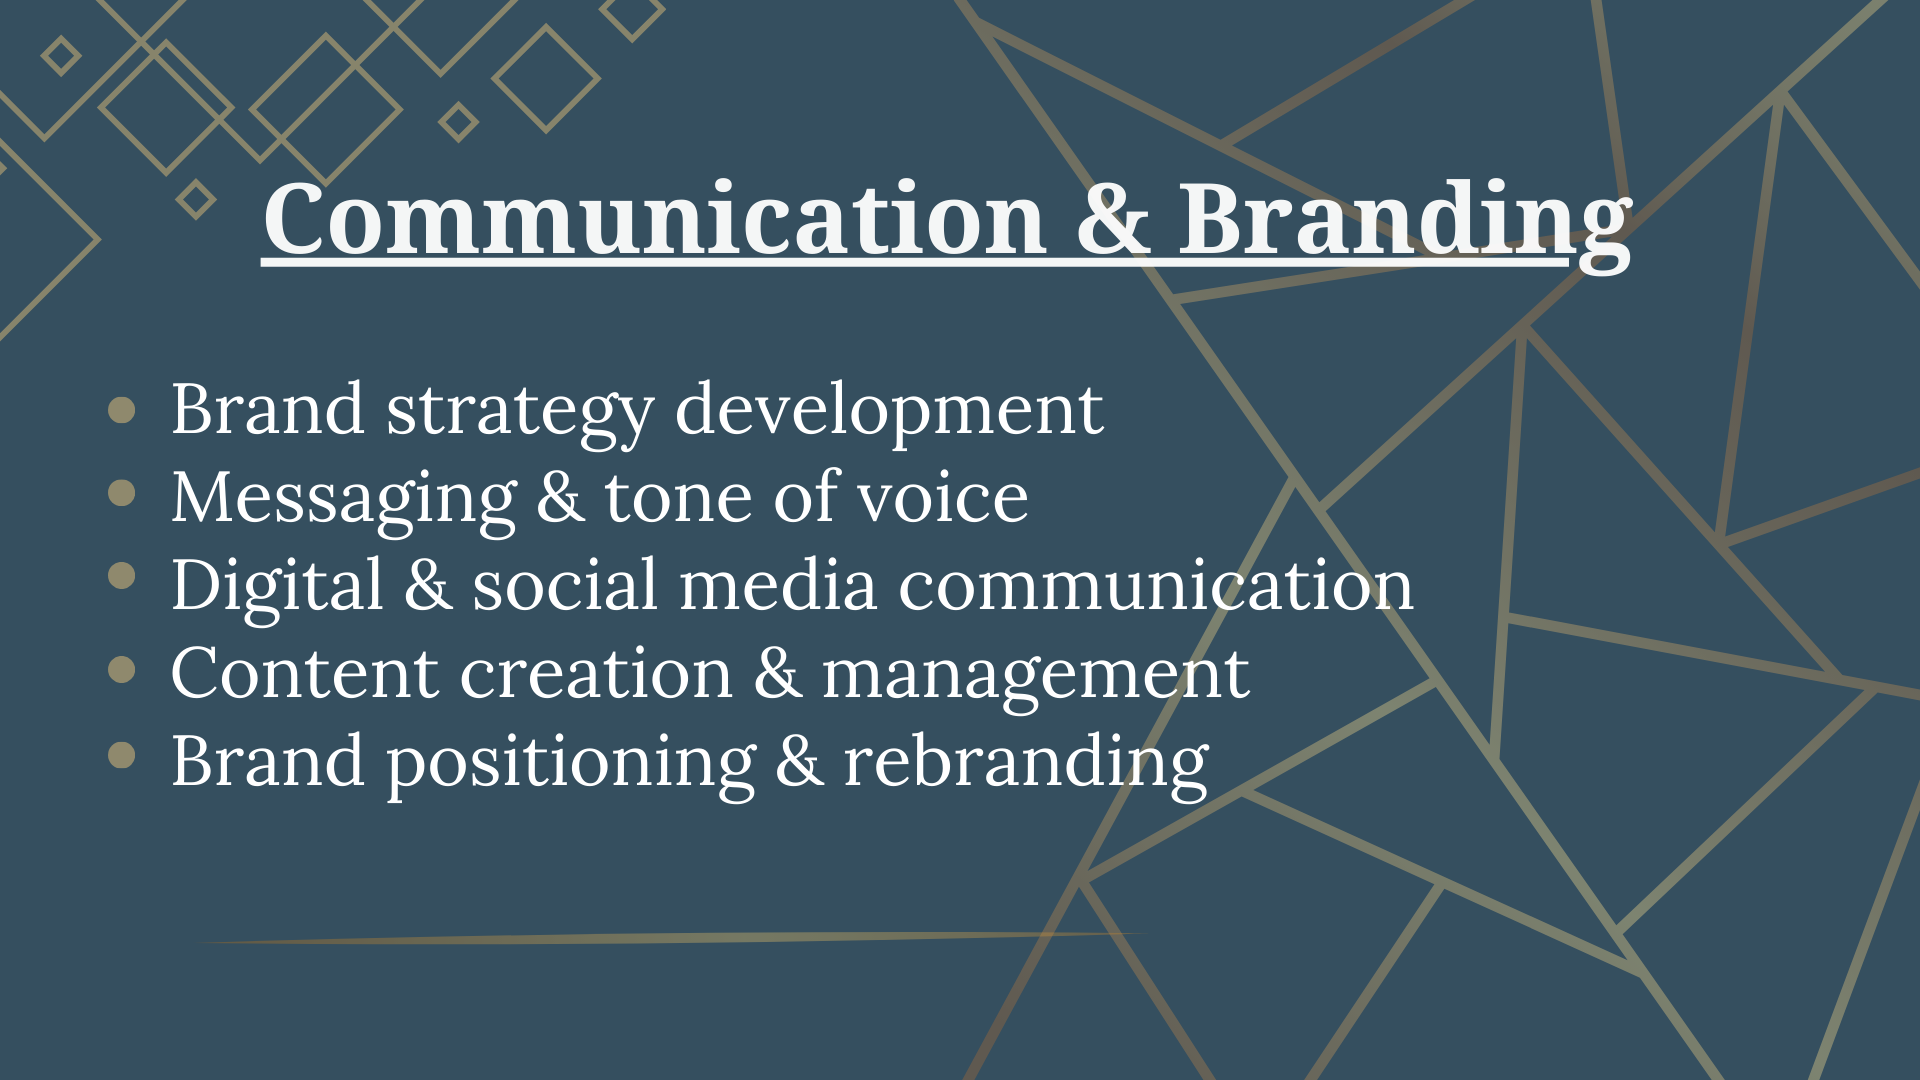 Communication & Branding
Brand strategy development
Messaging & tone of voice
Digital & social media communication
Content creation & management
Brand positioning & rebranding